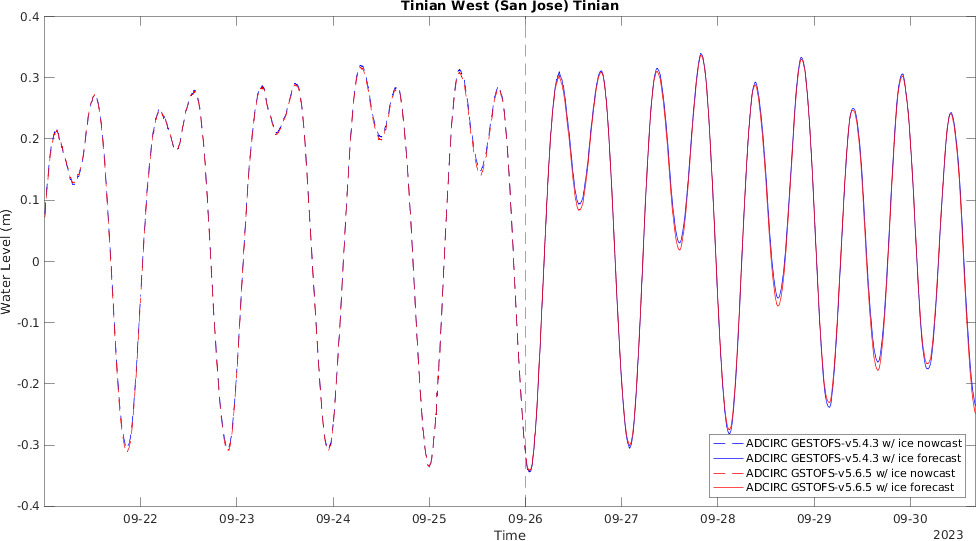 Tinian West (San Jose) Tinian
0.4
0.3
0.2
0.1
0
-0.1
-0.2
-0.3
-0.4
Water Level (m)
09-22 09-23 09-24 09-25 09-26 09-27 09-28 09-29 09-30
Time
2023
ADCIRC GESTOFS-v5.4.3 w/ ice nowcast
ADCIRC GESTOFS-v5.4.3 w/ ice forecast
ADCIRC GSTOFS-v5.6.5 w/ ice nowcast
ADCIRC GSTOFS-v5.6.5 w/ ice forecast